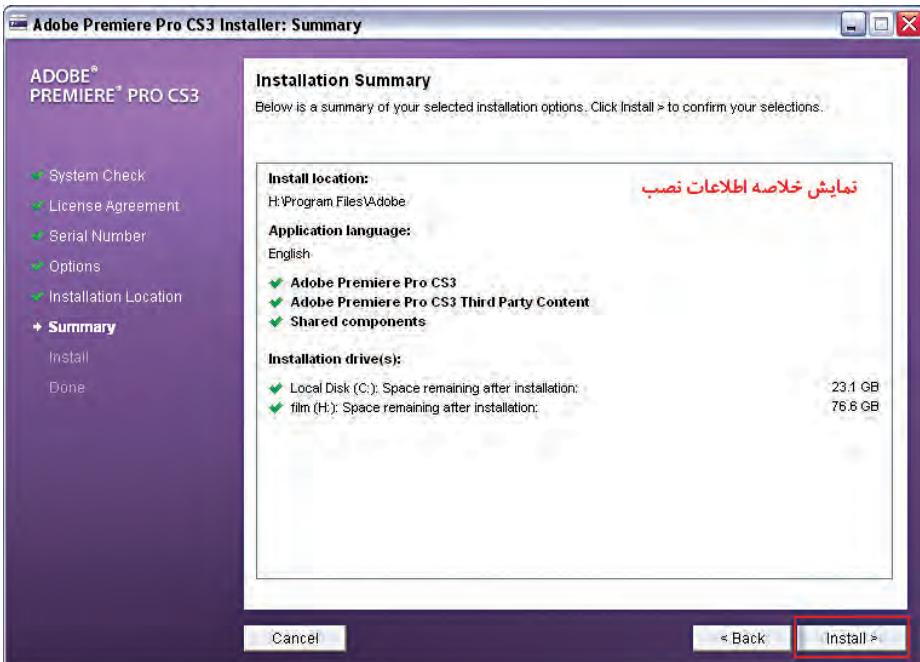 Adobe Premiere Pro CS3 Installer: Summary
ADOBE®
PREMIERE® PRO CS3
System Check
License Agreement
Serial Number
Options
Installation Location
Summary
Install
Done
Installation Summary
Below is a summary of your selected installation options. Click Install > to confirm your selections.
نمایش خلاصه اطلاعات نصب
Install location:
H:\Program Files\Adobe
Application language:
English
Adobe Premiere Pro CS3
Adobe Premiere Pro CS3 Third Party Content
Shared components
Installation drive(s):
Local Disk (C:): Space remaining after installation: 23.1 GB
film (H:): Space remaining after installation: 76.6 GB
Cancel
< Back
Install >